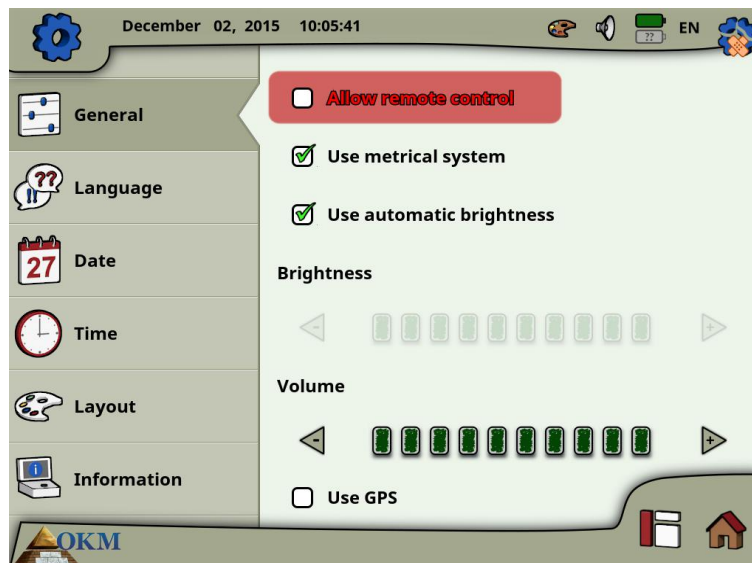 December 02, 2015 10:05:41
??
EN
General
Language
Date
Time
Layout
Information
Allow remote control
Use metrical system
Use automatic brightness
Brightness
-
+
Volume
-
+
Use GPS
??
!!
27
i
OKM